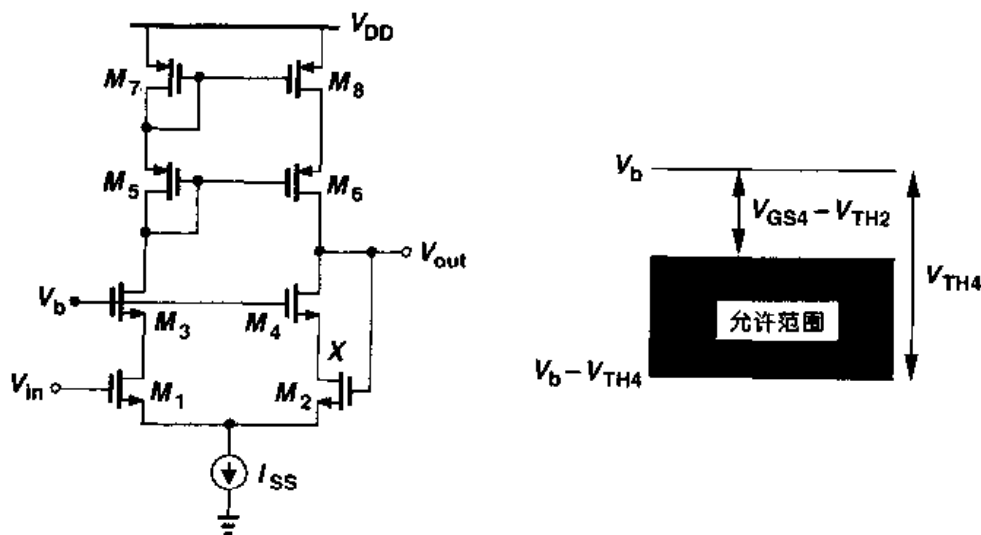 V_DD
M_7
M_8
M_5
M_6
V_out
V_b
M_3
M_4
X
V_in
M_1
M_2
I_SS
V_b
V_GS4 − V_TH2
V_TH4
允许范围
V_b − V_TH4